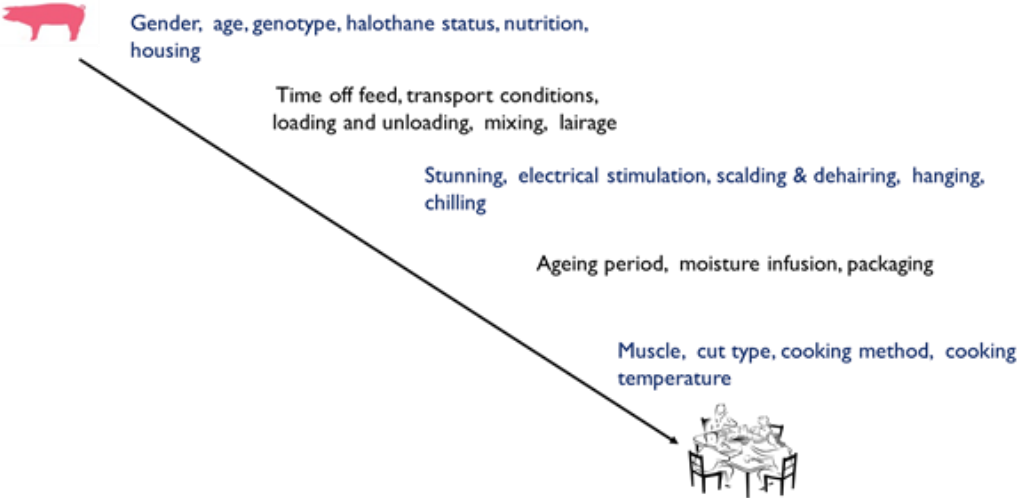 Gender, age, genotype, halothane status, nutrition,
housing
Time off feed, transport conditions,
loading and unloading, mixing, lairage
Stunning, electrical stimulation, scalding & dehairing, hanging,
chilling
Ageing period, moisture infusion, packaging
Muscle, cut type, cooking method, cooking
temperature